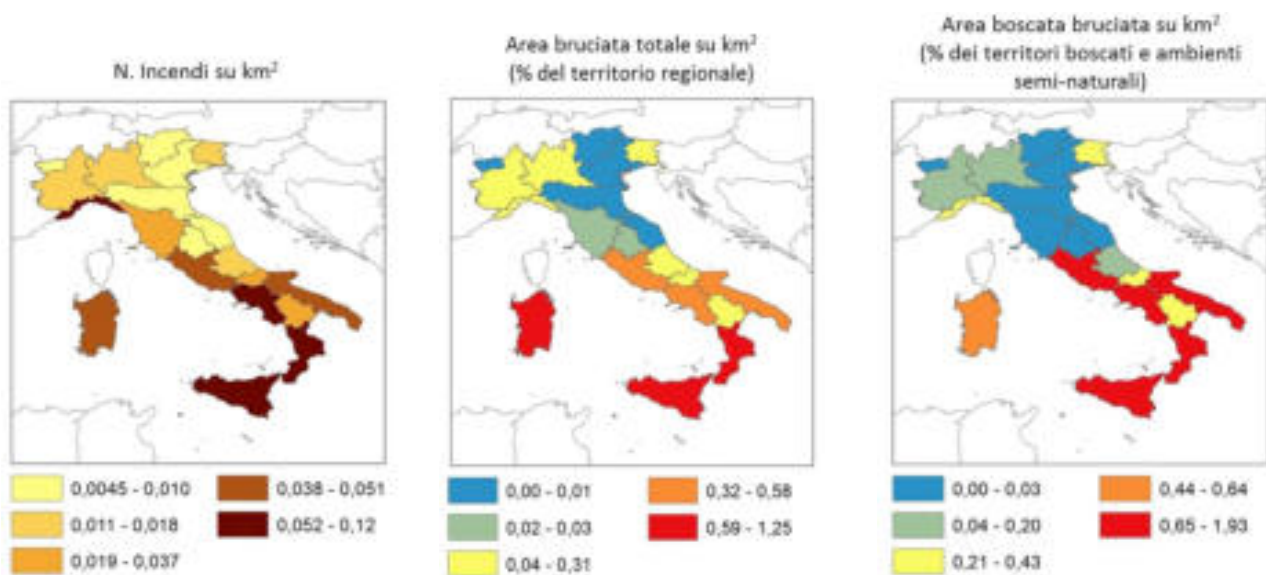 N. Incendi su km²
Area bruciata totale su km²
(% del territorio regionale)
Area boscata bruciata su km²
(% dei territori boscati e ambienti
semi-naturali)
0,0045 - 0,010
0,011 - 0,018
0,019 - 0,037
0,038 - 0,051
0,052 - 0,12
0,00 - 0,01
0,02 - 0,03
0,04 - 0,31
0,32 - 0,58
0,59 - 1,25
0,00 - 0,03
0,04 - 0,20
0,21 - 0,43
0,44 - 0,64
0,65 - 1,93